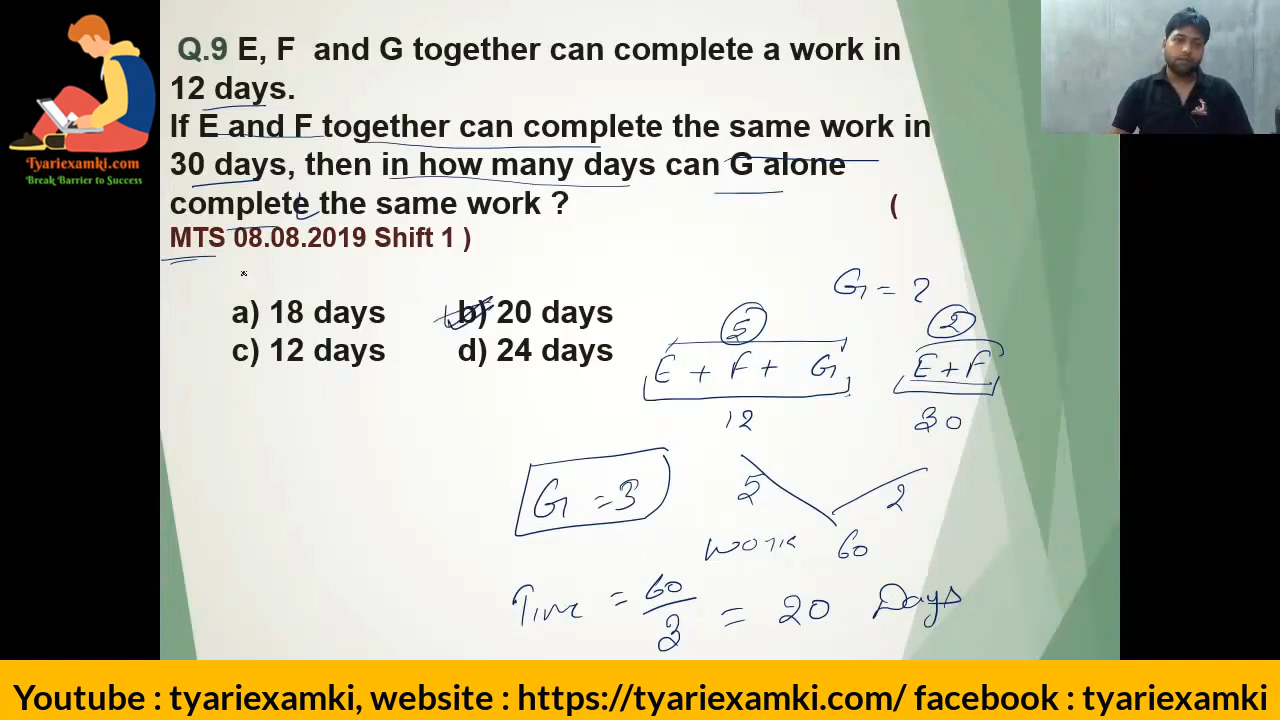 Q.9 E, F and G together can complete a work in
12 days.
If E and F together can complete the same work in
30 days, then in how many days can G alone
complete the same work ? (
MTS 08.08.2019 Shift 1 )
a) 18 days b) 20 days
c) 12 days d) 24 days
Tyariexamki.com
Break Barrier to Success
G = ?
5 2
E + F + G E + F
12 30
G = 3
5 2
work 60
Time = 60/3 = 20 Days
Youtube : tyariexamki, website : https://tyariexamki.com/ facebook : tyariexamki